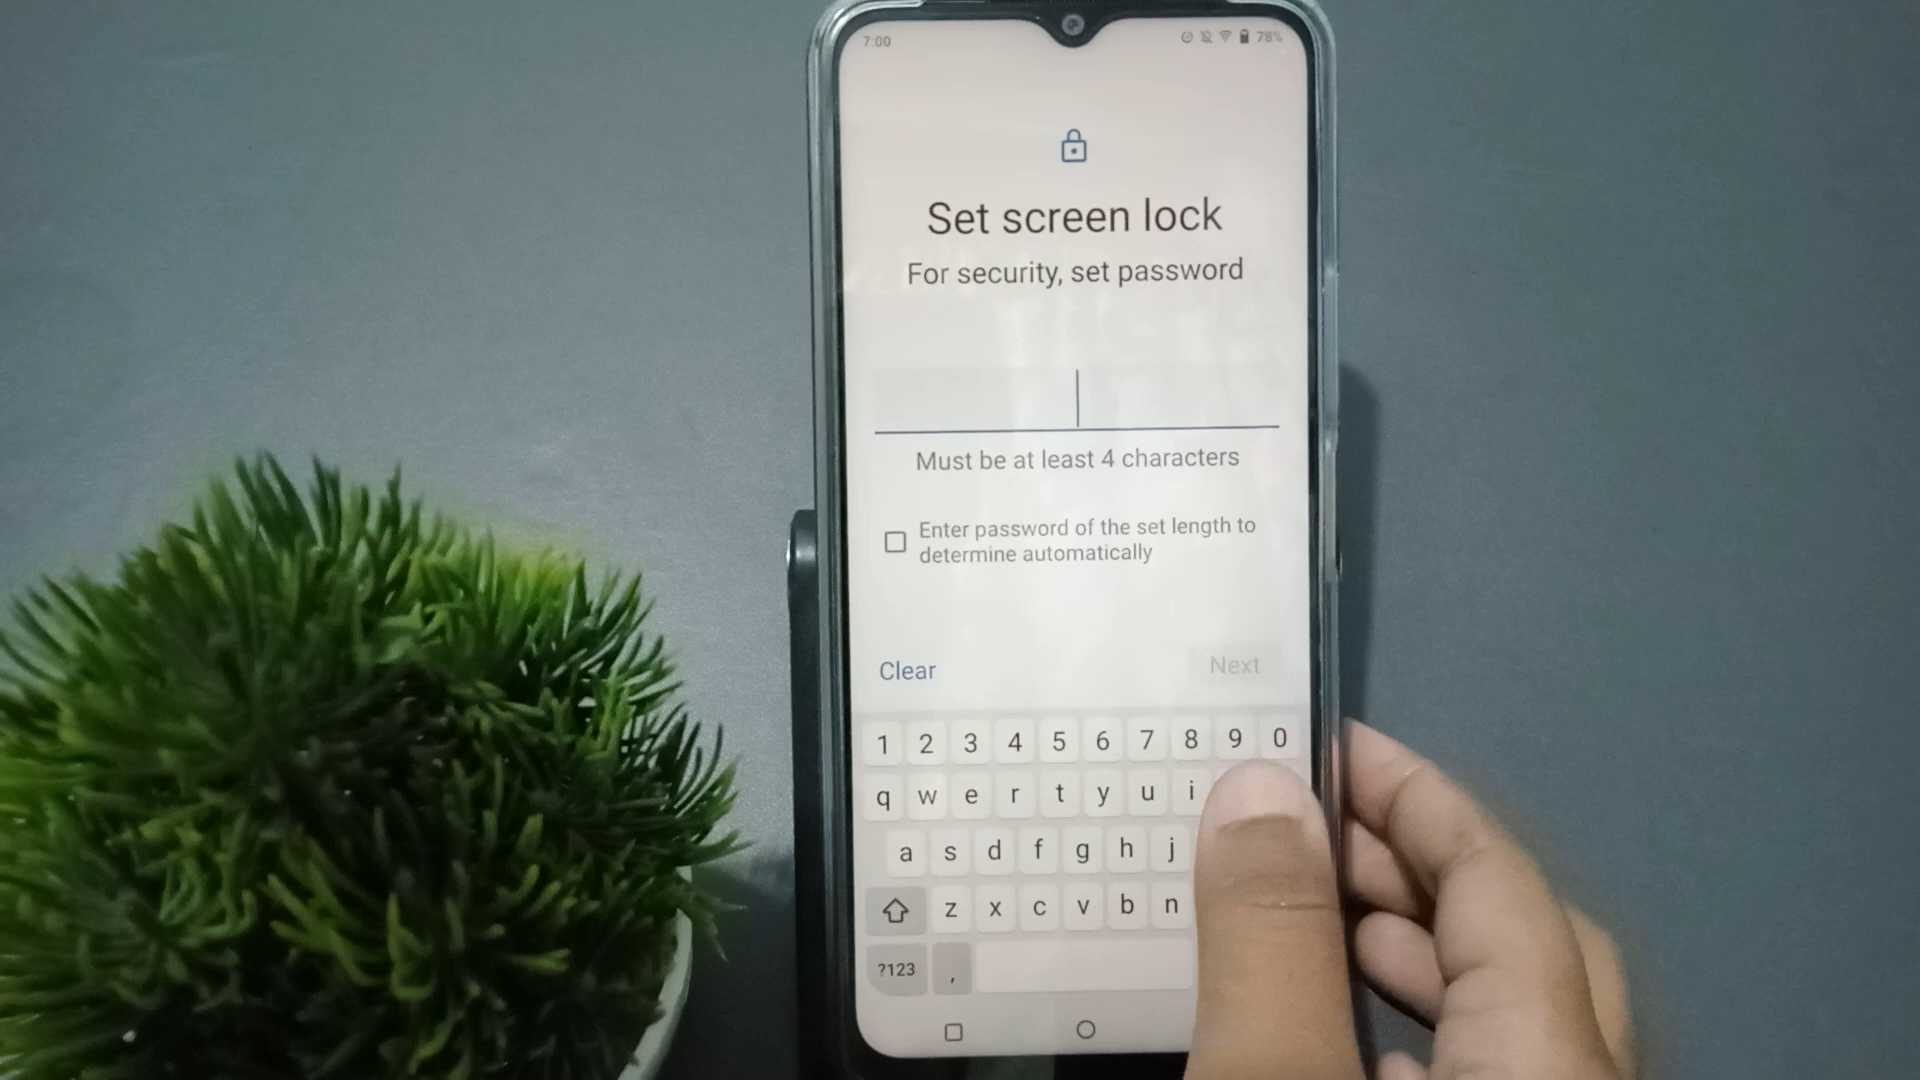 7:00 78%
Set screen lock
For security, set password
Must be at least 4 characters
Enter password of the set length to
determine automatically
Clear Next
1 2 3 4 5 6 7 8 9 0
q w e r t y u i
a s d f g h j
z x c v b n
?123 ,